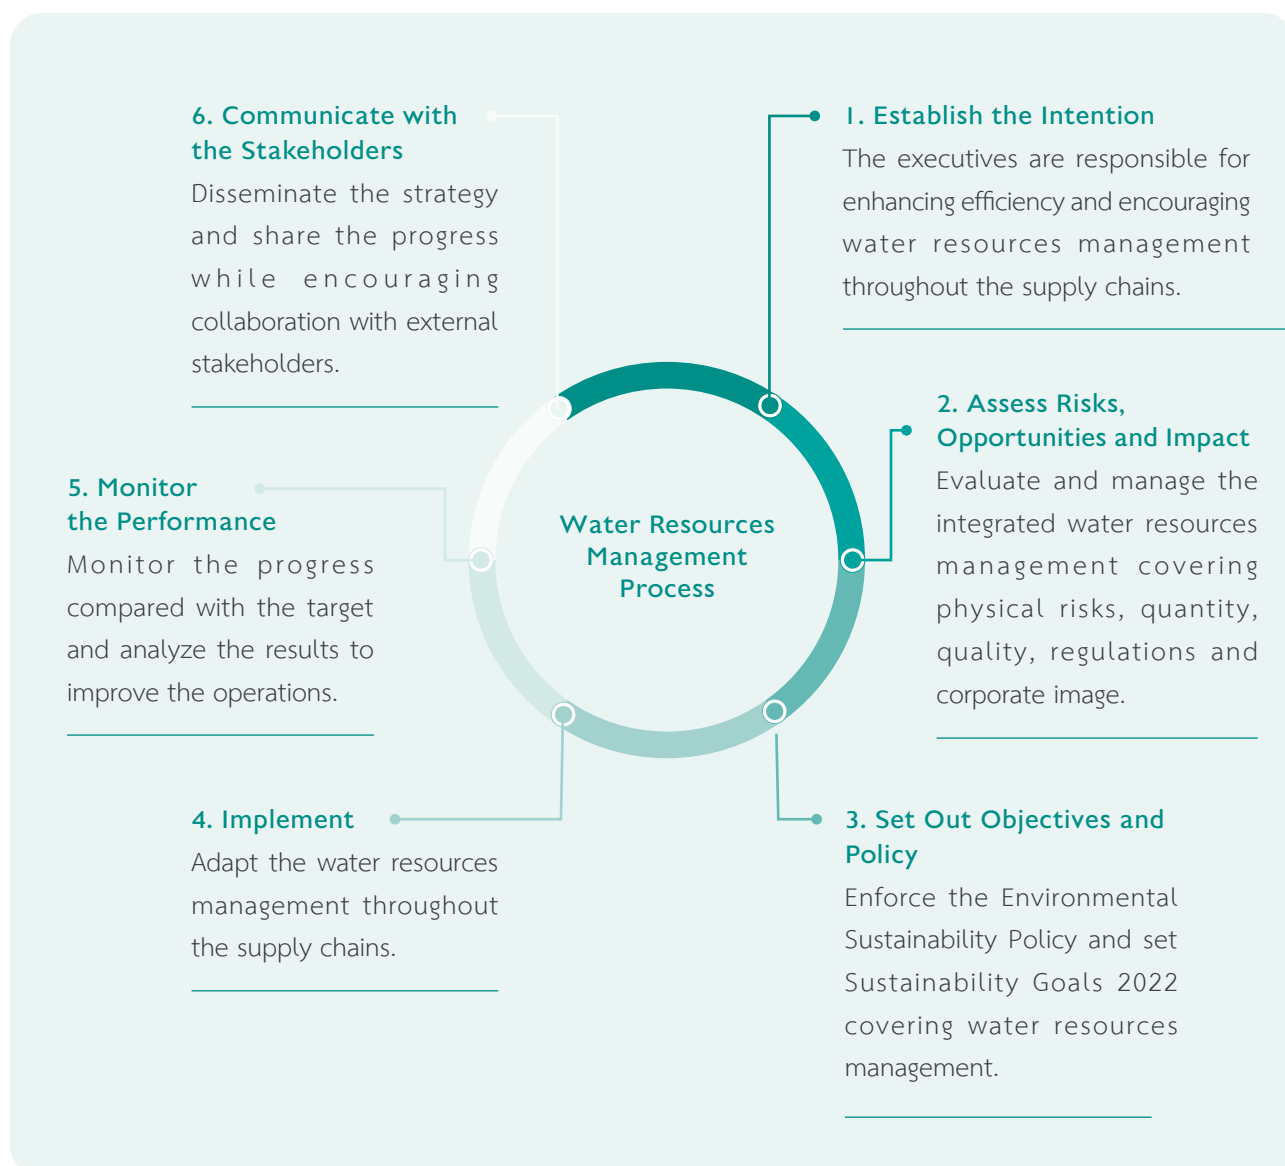 1. Establish the Intention
The executives are responsible for
enhancing efficiency and encouraging
water resources management
throughout the supply chains.
2. Assess Risks,
Opportunities and Impact
Evaluate and manage the
integrated water resources
management covering
physical risks, quantity,
quality, regulations and
corporate image.
3. Set Out Objectives and
Policy
Enforce the Environmental
Sustainability Policy and set
Sustainability Goals 2022
covering water resources
management.
4. Implement
Adapt the water resources
management throughout
the supply chains.
5. Monitor
the Performance
Monitor the progress
compared with the target
and analyze the results to
improve the operations.
6. Communicate with
the Stakeholders
Disseminate the strategy
and share the progress
while encouraging
collaboration with external
stakeholders.
Water Resources
Management
Process